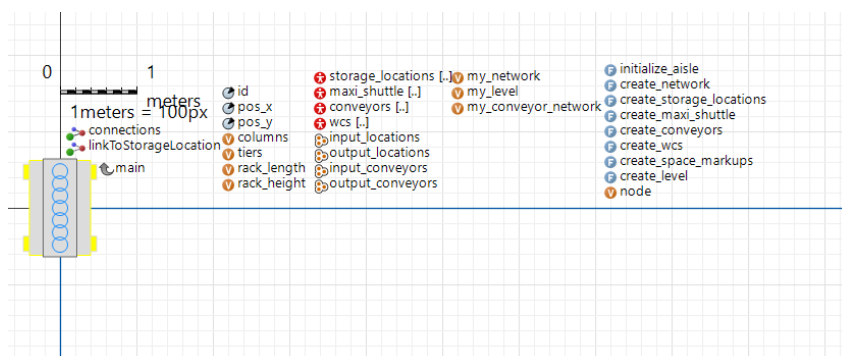 0 1
meters
1meters = 100px
connections
linkToStorageLocation
main
id
pos_x
pos_y
columns
tiers
rack_length
rack_height
storage_locations [..]
maxi_shuttle [..]
conveyors [..]
wcs [..]
input_locations
output_locations
input_conveyors
output_conveyors
my_network
my_level
my_conveyor_network
initialize_aisle
create_network
create_storage_locations
create_maxi_shuttle
create_conveyors
create_wcs
create_space_markups
create_level
node